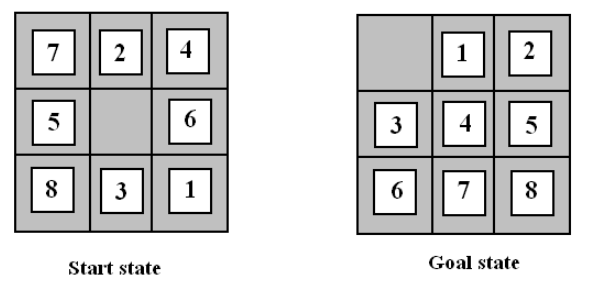 7 2 4
5 6
8 3 1
Start state
1 2
3 4 5
6 7 8
Goal state